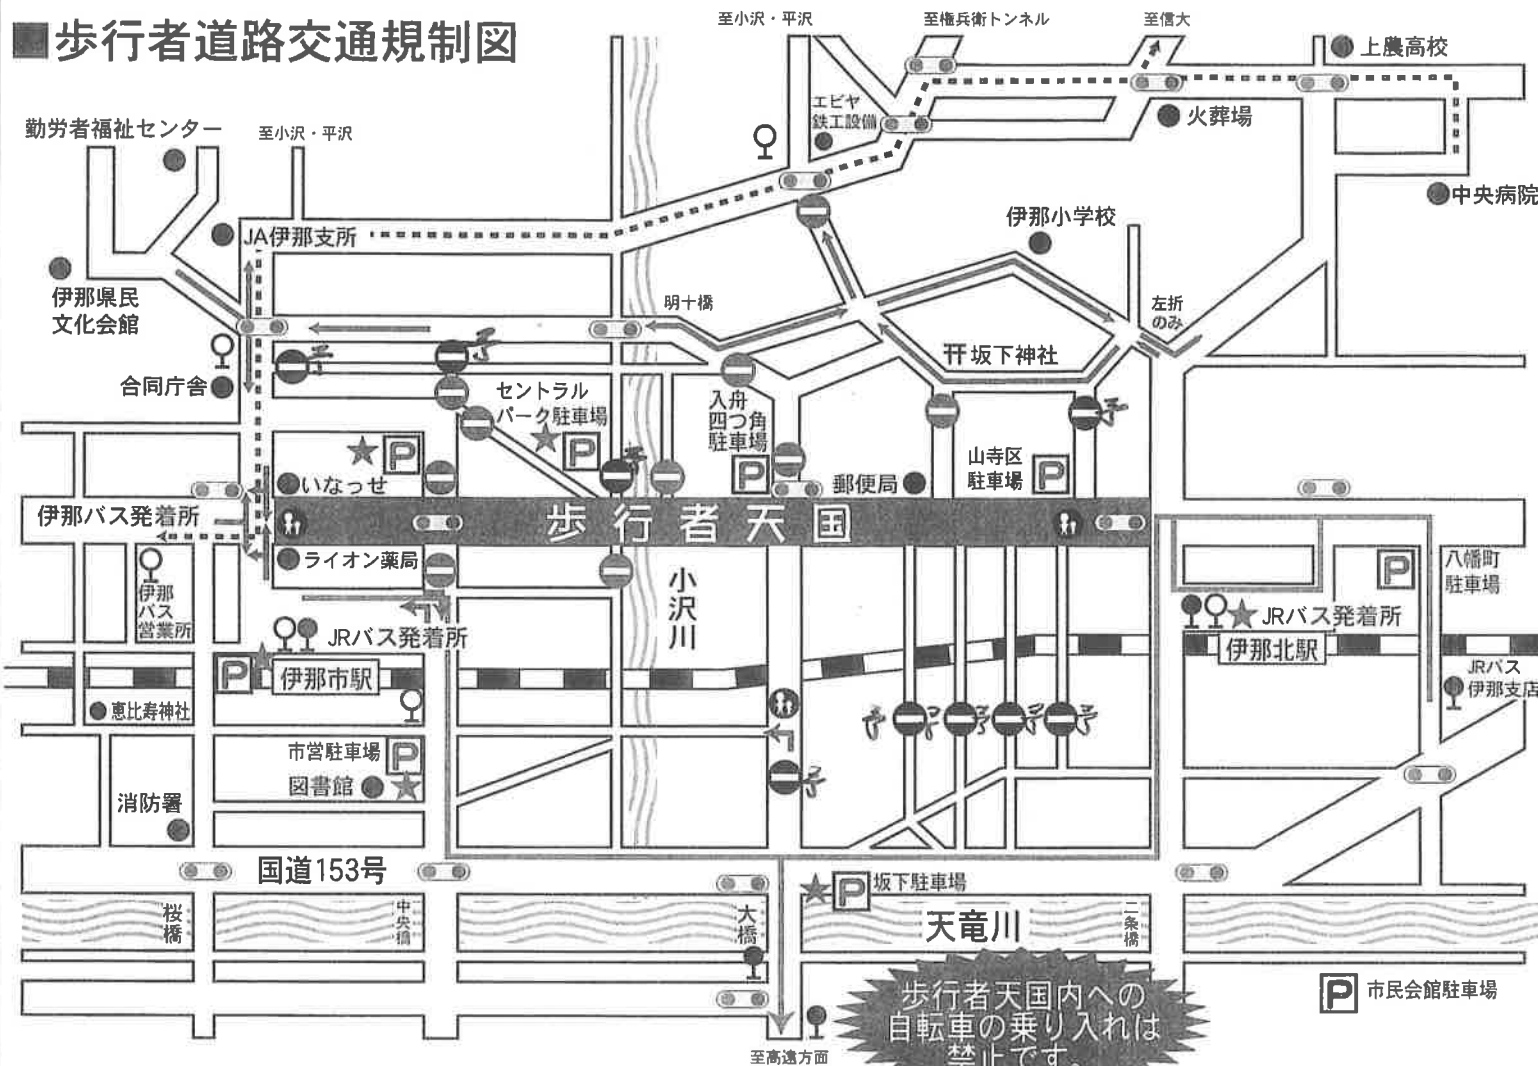 ■歩行者道路交通規制図
至小沢・平沢
至権兵衛トンネル
至信大
上農高校
エビヤ
鉄工設備
火葬場
中央病院
勤労者福祉センター
至小沢・平沢
JA伊那支所
伊那小学校
伊那県民
文化会館
明十橋
左折
のみ
坂下神社
合同庁舎
セントラル
パーク駐車場
P
入舟
四つ角
駐車場
P
山寺区
駐車場
P
P
いなっせ
郵便局
伊那バス発着所
歩行者天国
ライオン薬局
伊那
バス
営業所
小沢川
P
八幡町
駐車場
JRバス発着所
JRバス発着所
P
伊那市駅
伊那北駅
JRバス
伊那支店
恵比寿神社
市営駐車場
P
図書館
消防署
国道153号
P
坂下駐車場
桜橋
中央橋
大橋
天竜川
二条橋
歩行者天国内への
自転車の乗り入れは
禁止です。
P
市民会館駐車場
至高遠方面